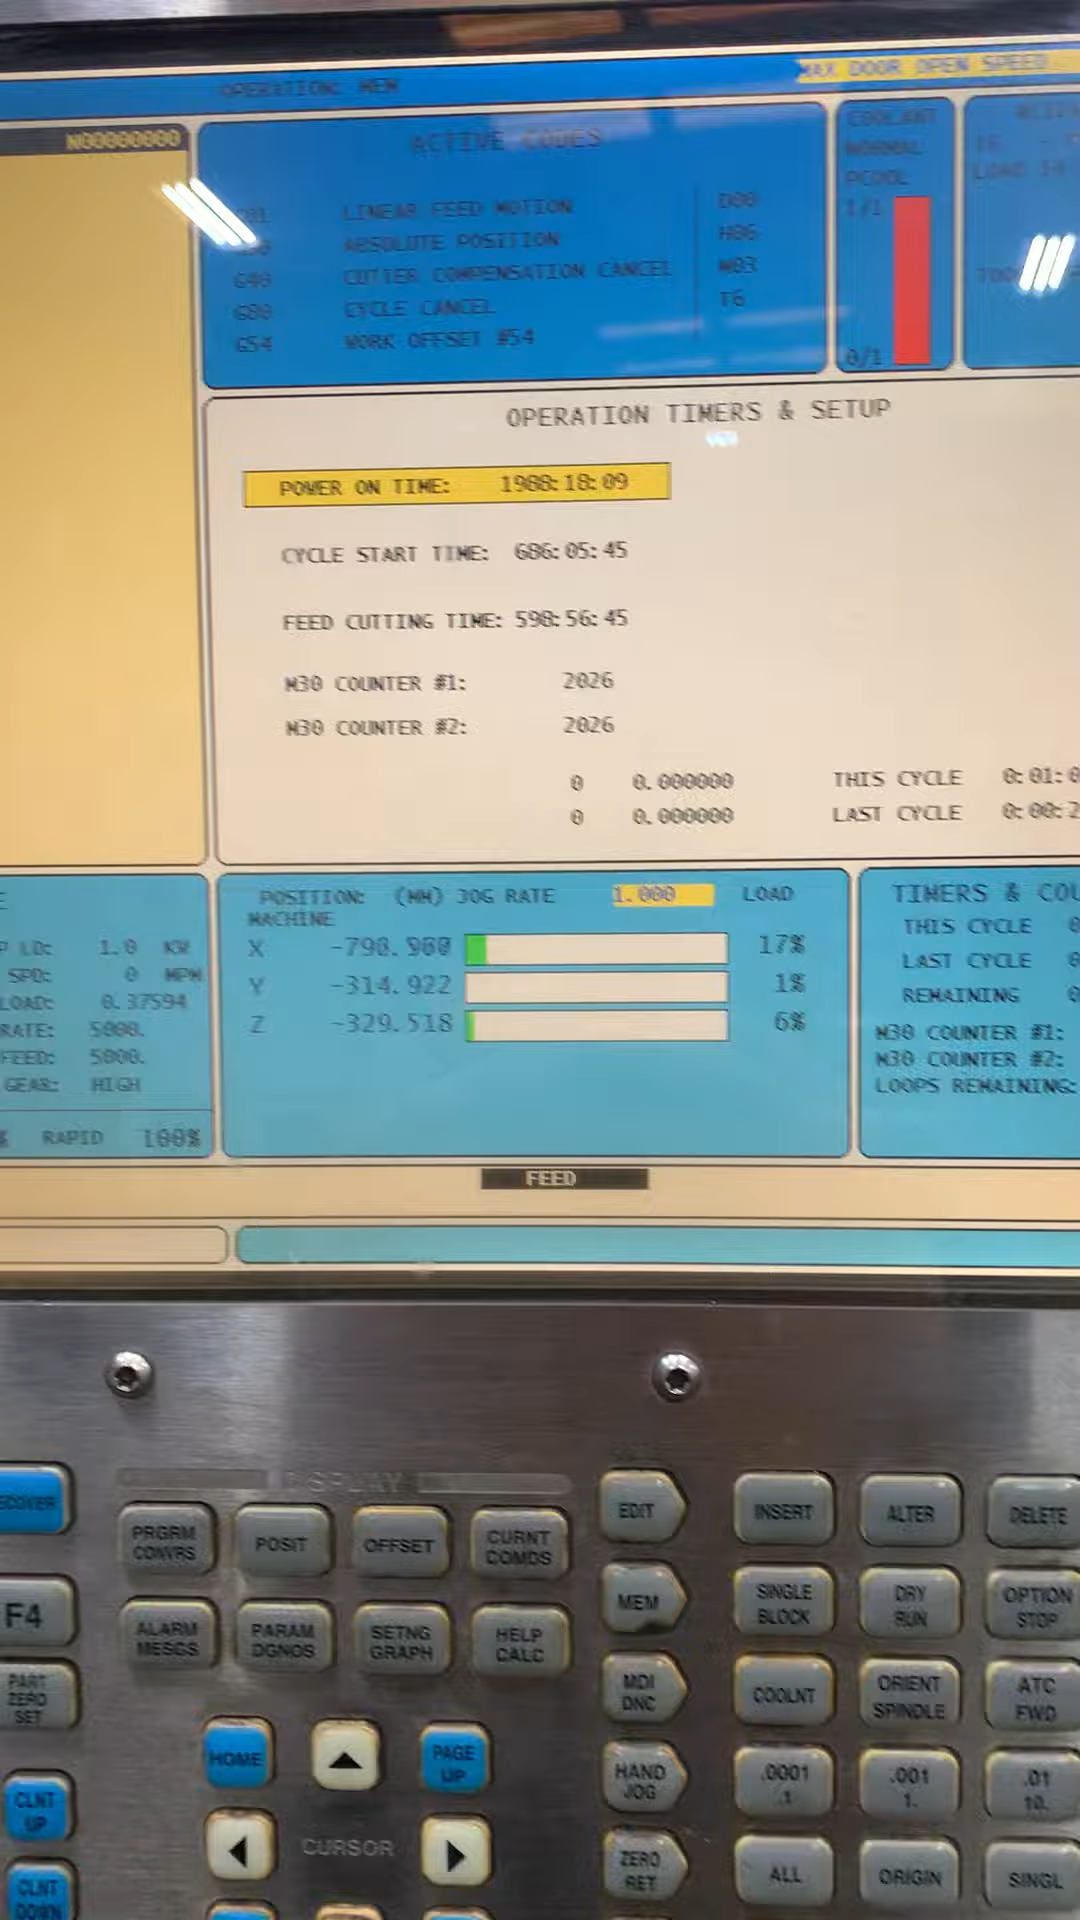 OPERATION: MEM
MAX DOOR OPEN SPEED
N00000000
ACTIVE CODES
LINEAR FEED MOTION D00
ABSOLUTE POSITION H06
G40 CUTTER COMPENSATION CANCEL M03
G80 CYCLE CANCEL T6
G54 WORK OFFSET #54
COOLANT
NORMAL
PCOOL
1/1
0/1
OPERATION TIMERS & SETUP
POWER ON TIME: 1988:18:09
CYCLE START TIME: 686:05:45
FEED CUTTING TIME: 598:56:45
M30 COUNTER #1: 2026
M30 COUNTER #2: 2026
0 0.000000 THIS CYCLE 0:01:0
0 0.000000 LAST CYCLE 0:00:2
P LD: 1.0 KW
SPD: 0 MPM
LOAD: 0.37594
RATE: 5000.
FEED: 5000.
GEAR: HIGH
% RAPID 100%
POSITION: (MM) JOG RATE 1.000 LOAD
MACHINE
X -798.980 17%
Y -314.922 1%
Z -329.518 6%
TIMERS & COU
THIS CYCLE
LAST CYCLE
REMAINING
M30 COUNTER #1:
M30 COUNTER #2:
LOOPS REMAINING:
FEED
DISPLAY
ECOVER
PRGRM CONVRS
POSIT
OFFSET
CURNT COMDS
EDIT
INSERT
ALTER
DELETE
F4
ALARM MESGS
PARAM DGNOS
SETNG GRAPH
HELP CALC
MEM
SINGLE BLOCK
DRY RUN
OPTION STOP
PART ZERO SET
MDI DNC
COOLNT
ORIENT SPINDLE
ATC FWD
HOME
PAGE UP
HAND JOG
.0001 .1
.001 1.
.01 10.
CLNT UP
CURSOR
ZERO RET
ALL
ORIGIN
SINGL
CLNT DOWN